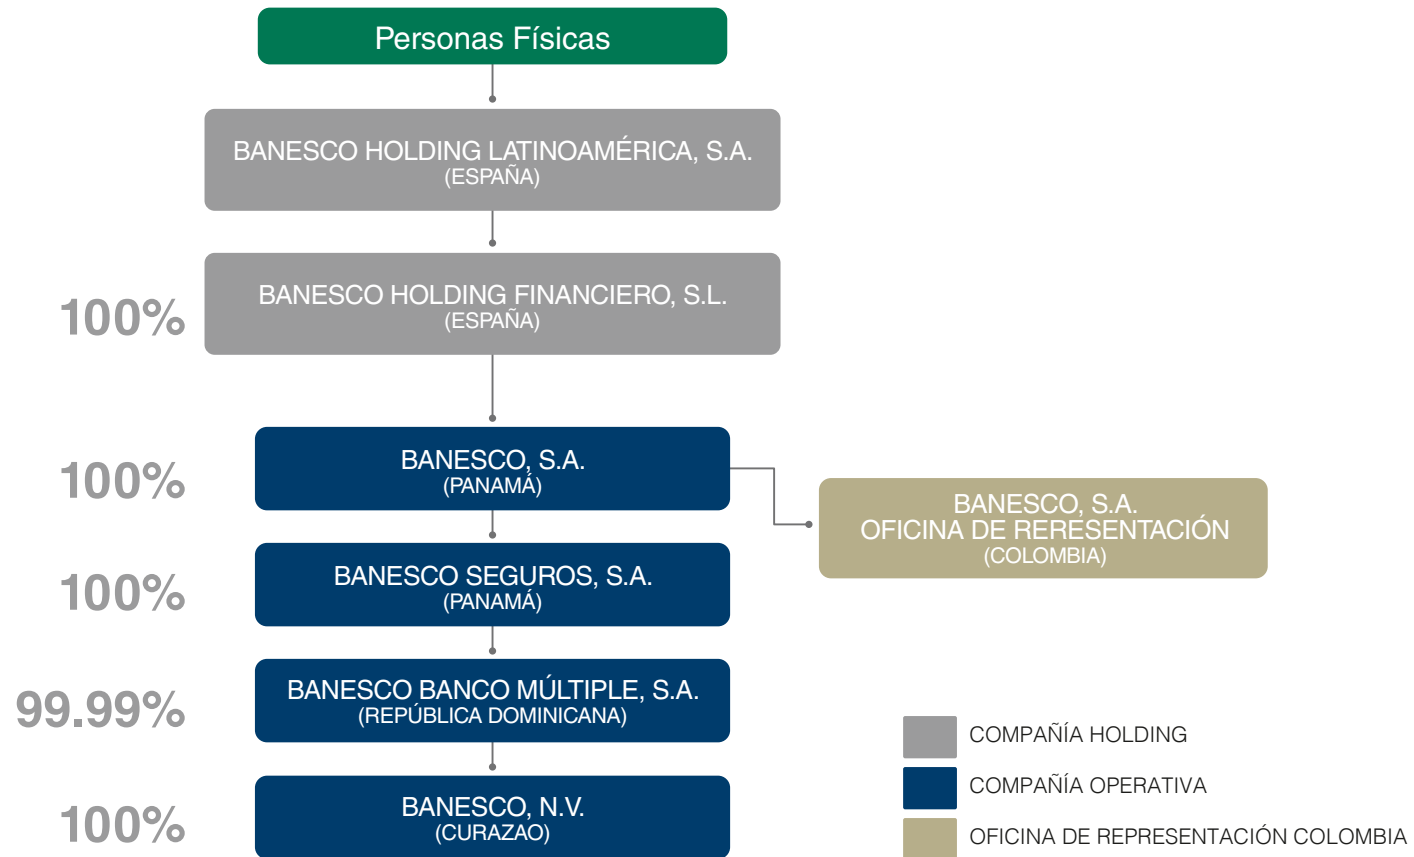 Personas Físicas
BANESCO HOLDING LATINOAMÉRICA, S.A.
(ESPAÑA)
100%
BANESCO HOLDING FINANCIERO, S.L.
(ESPAÑA)
100%
BANESCO, S.A.
(PANAMÁ)
BANESCO, S.A.
OFICINA DE RERESENTACIÓN
(COLOMBIA)
100%
BANESCO SEGUROS, S.A.
(PANAMÁ)
99.99%
BANESCO BANCO MÚLTIPLE, S.A.
(REPÚBLICA DOMINICANA)
100%
BANESCO, N.V.
(CURAZAO)
COMPAÑÍA HOLDING
COMPAÑÍA OPERATIVA
OFICINA DE REPRESENTACIÓN COLOMBIA